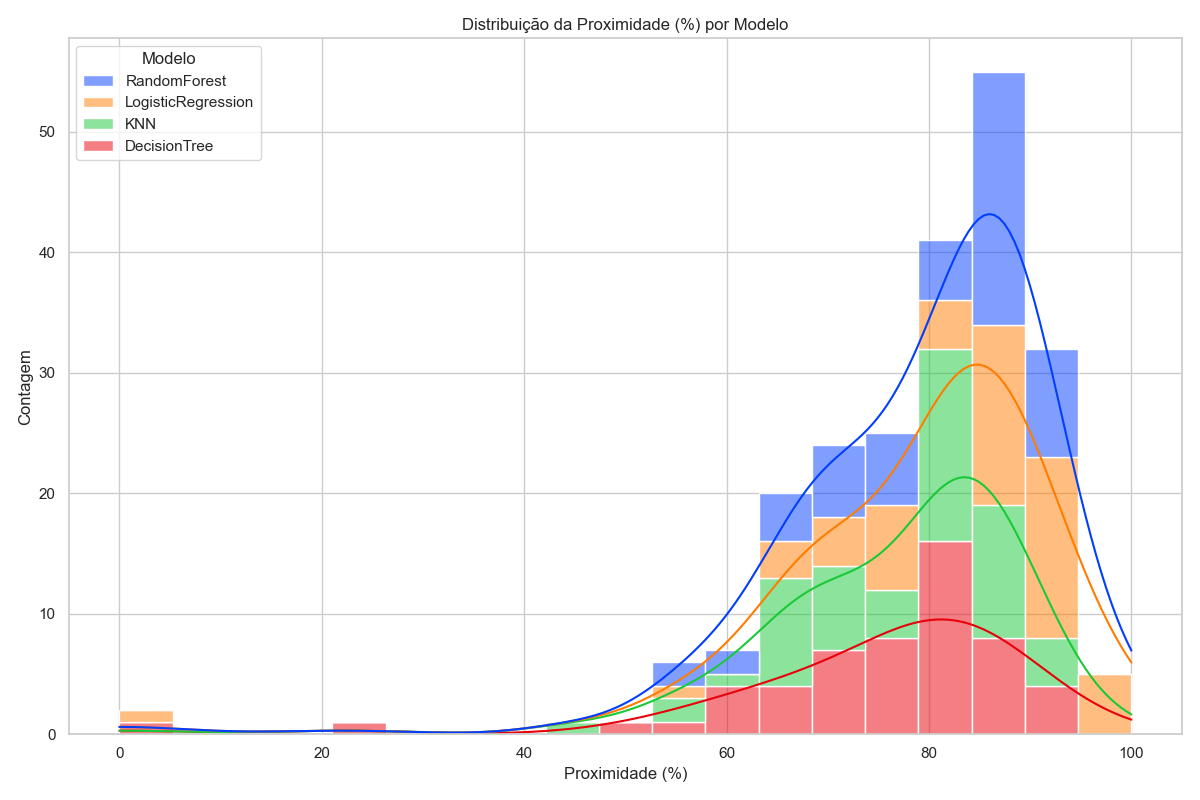 Distribuição da Proximidade (%) por Modelo
Modelo
RandomForest
LogisticRegression
KNN
DecisionTree
Contagem
50
40
30
20
10
0
0 20 40 60 80 100
Proximidade (%)